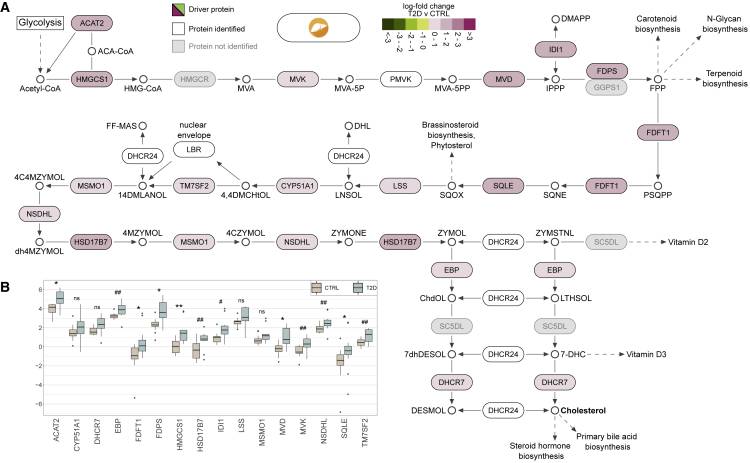 A
Glycolysis
ACAT2
ACA-CoA
Driver protein
Protein identified
Protein not identified
log-fold change
T2D v CTRL
<-3
-3 - -2
-2 - -1
-1 - 0
0 - 1
1 - 2
2 - 3
>3
DMAPP
IDI1
Carotenoid
biosynthesis
N-Glycan
biosynthesis
Terpenoid
biosynthesis
Acetyl-CoA
HMGCS1
HMG-CoA
HMGCR
MVA
MVK
MVA-5P
PMVK
MVA-5PP
MVD
IPPP
FDPS
GGPS1
FPP
FF-MAS
nuclear
envelope
LBR
DHL
Brassinosteroid
biosynthesis,
Phytosterol
FDFT1
DHCR24
DHCR24
4C4MZYMOL
MSMO1
14DMLANOL
TM7SF2
4,4DMCHtOL
CYP51A1
LNSOL
LSS
SQOX
SQLE
SQNE
FDFT1
PSQPP
NSDHL
dh4MZYMOL
HSD17B7
4MZYMOL
MSMO1
4CZYMOL
NSDHL
ZYMONE
HSD17B7
ZYMOL
DHCR24
ZYMSTNL
SC5DL
Vitamin D2
EBP
EBP
ChdOL
DHCR24
LTHSOL
SC5DL
SC5DL
7dhDESOL
DHCR24
7-DHC
Vitamin D3
DHCR7
DHCR7
DESMOL
DHCR24
Cholesterol
Steroid hormone
biosynthesis
Primary bile acid biosynthesis
B
CTRL
T2D
6
4
2
0
-2
-4
-6
*
ns
ns
##
*
*
**
##
#
ns
ns
*
##
##
*
##
ACAT2
CYP51A1
DHCR7
EBP
FDFT1
FDPS
HMGCS1
HSD17B7
IDI1
LSS
MSMO1
MVD
MVK
NSDHL
SQLE
TM7SF2